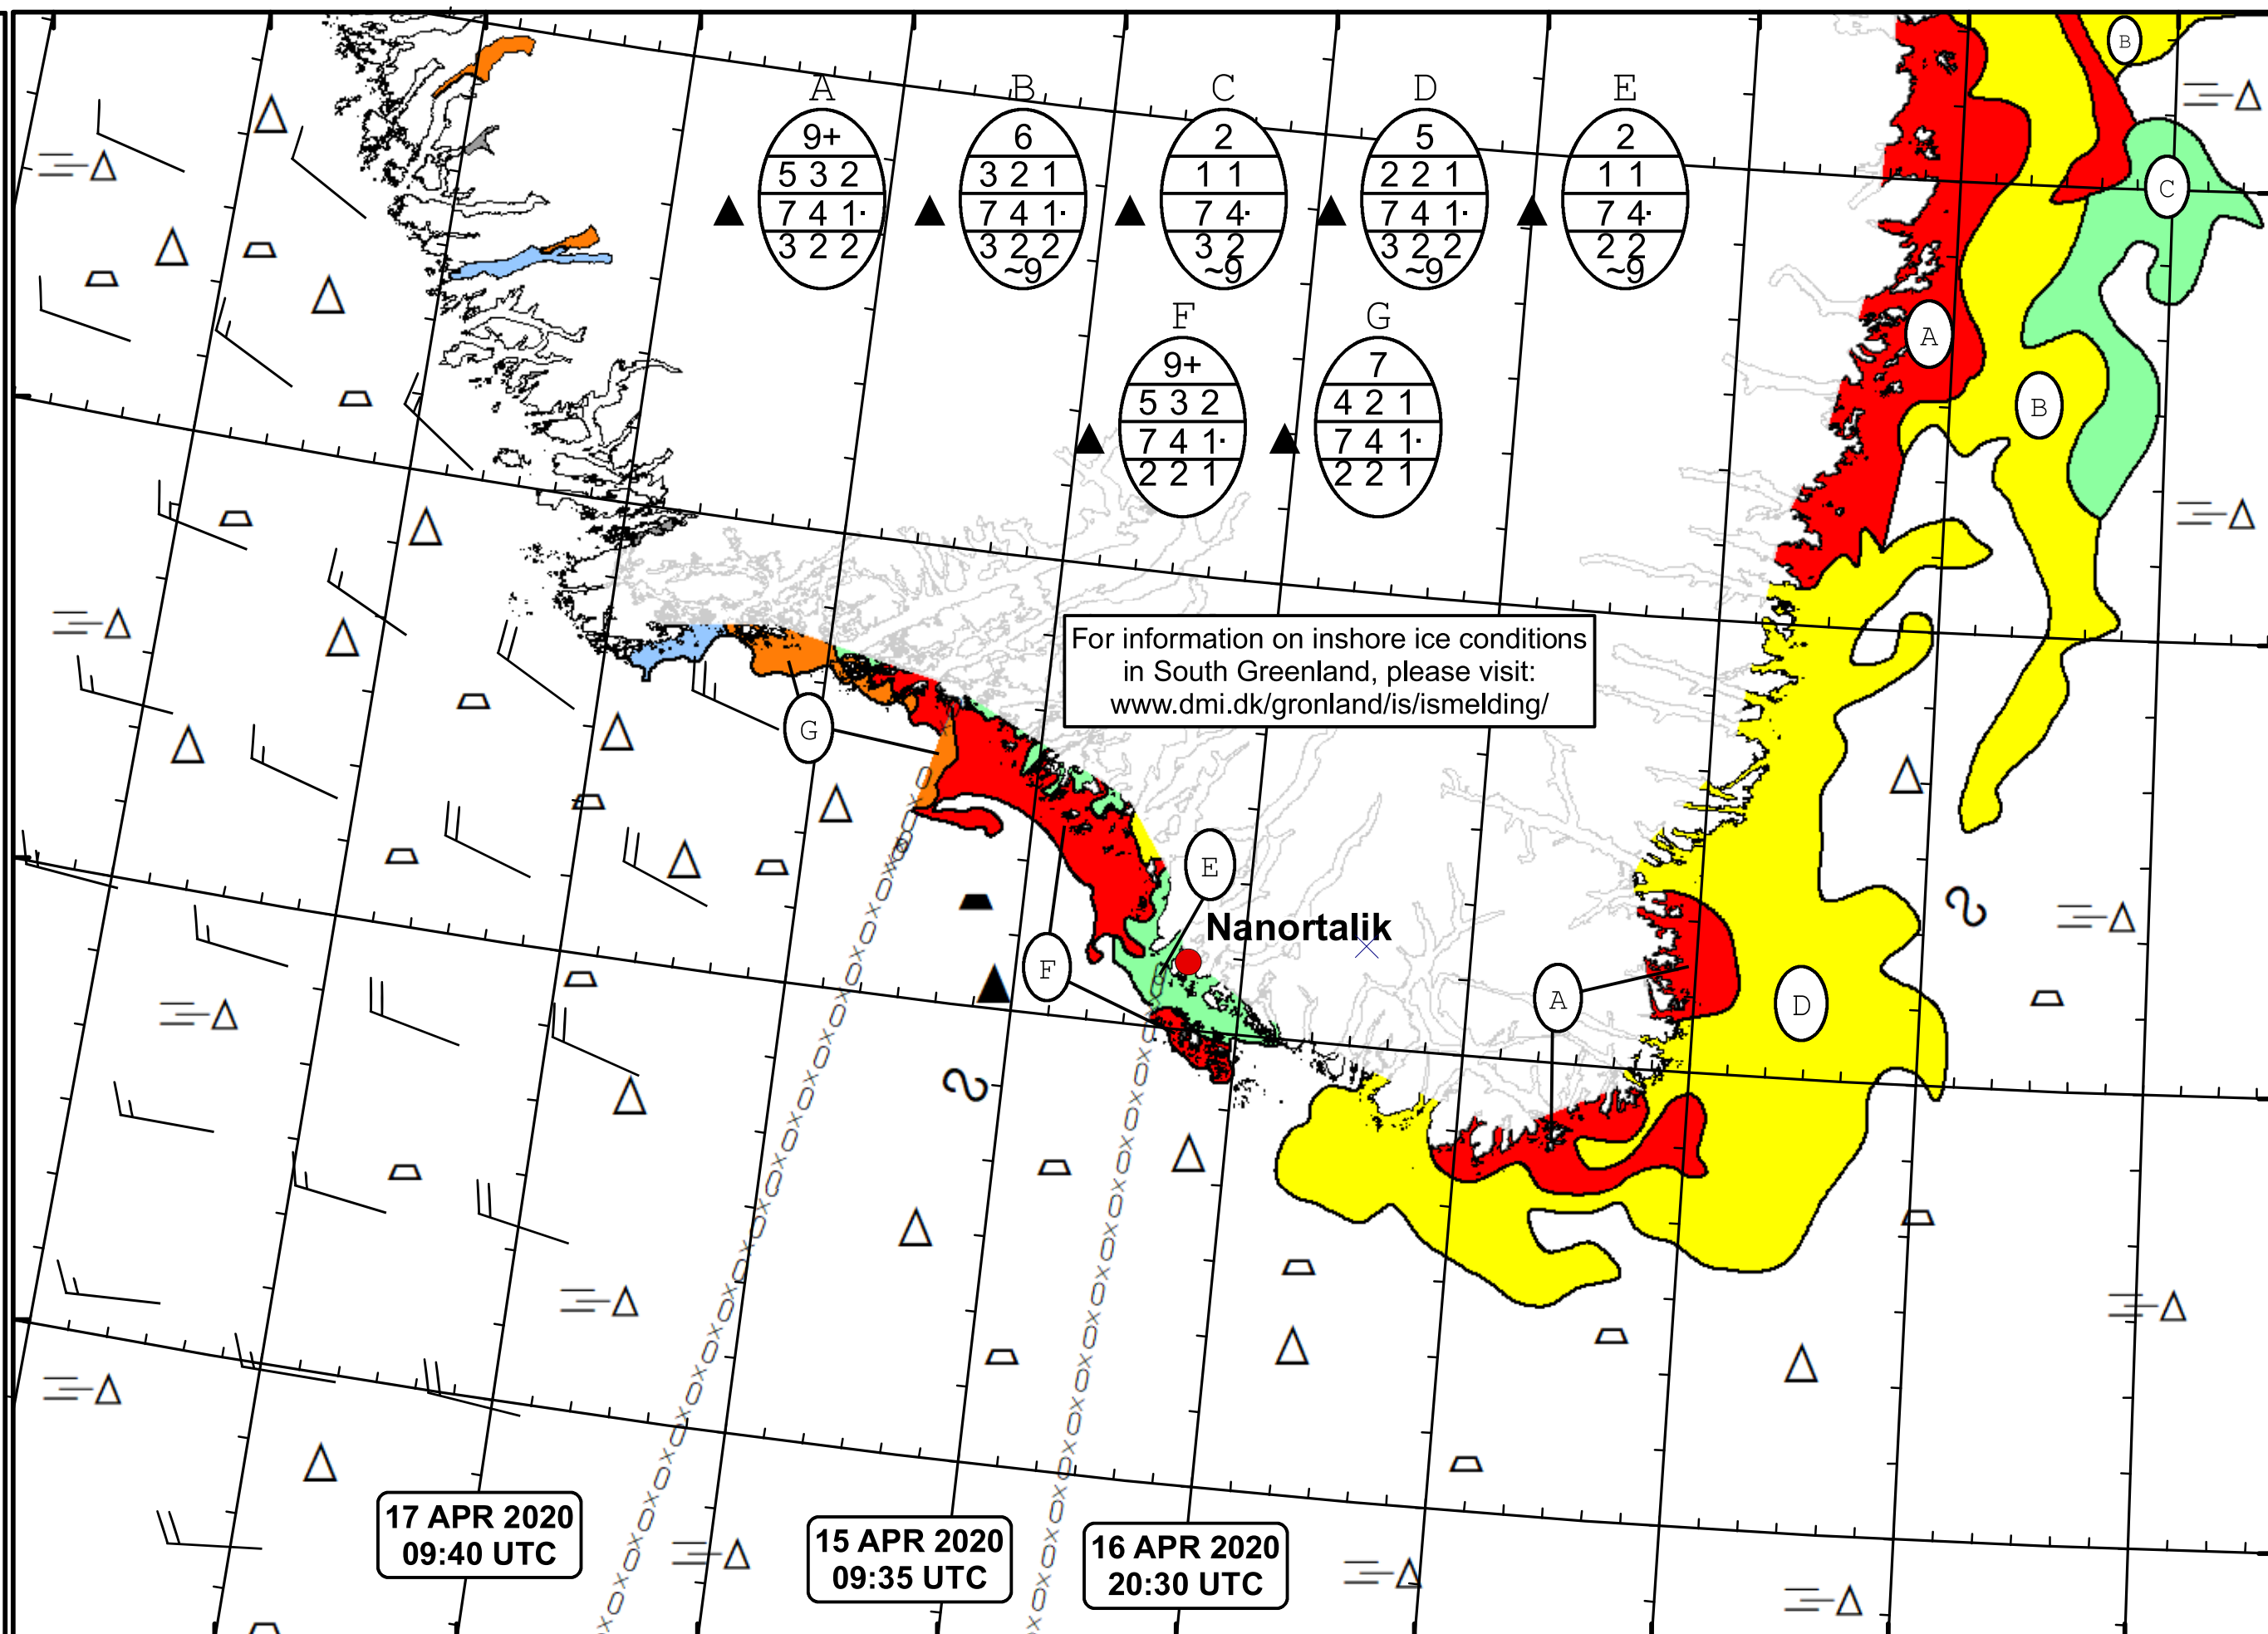 A B C D E
9+ 6 2 5 2
5 3 2 3 2 1 1 1 2 2 1 1 1
7 4 1· 7 4 1· 7 4· 7 4 1· 7 4·
3 2 2 3 2 2 3 2 3 2 2 2 2
~9 ~9 ~9 ~9
F G
9+ 7
5 3 2 4 2 1
7 4 1· 7 4 1·
2 2 1 2 2 1
B
C
A
B
For information on inshore ice conditions
in South Greenland, please visit:
www.dmi.dk/gronland/is/ismelding/
G
E
Nanortalik
F
A
D
17 APR 2020
09:40 UTC
15 APR 2020
09:35 UTC
16 APR 2020
20:30 UTC